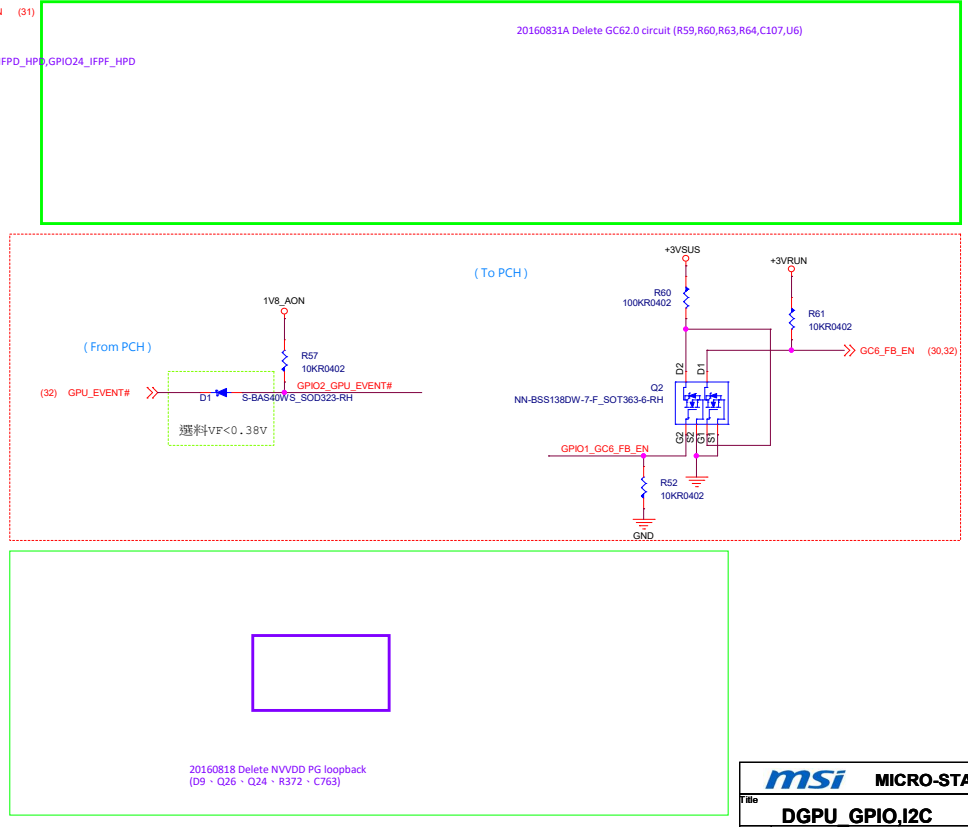 N (31)
20160831A Delete GC62.0 circuit (R59,R60,R63,R64,C107,U6)
FPD_HPD,GPIO24_IFPF_HPD
+3VSUS
+3VRUN
( To PCH )
R60
100KR0402
1V8_AON
R61
10KR0402
( From PCH )
R57
10KR0402
GC6_FB_EN (30,32)
D2
D1
(32) GPU_EVENT#
GPIO2_GPU_EVENT#
Q2
D1
S-BAS40WS_SOD323-RH
NN-BSS138DW-7-F_SOT363-6-RH
選料VF<0.38V
G2
S2
G1
S1
GPIO1_GC6_FB_EN
R52
10KR0402
GND
20160818 Delete NVVDD PG loopback
(D9、Q26、Q24、R372、C763)
msi MICRO-STA
Title
DGPU_GPIO,I2C